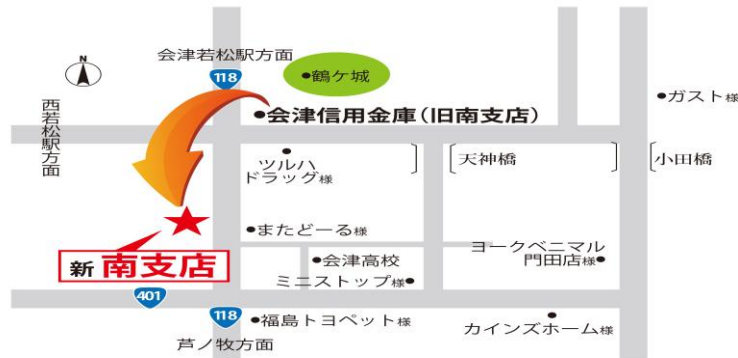 会津若松駅方面
N
118
鶴ケ城
西若松駅方面
ガスト様
会津信用金庫(旧南支店)
ツルハ
ドラッグ様
天神橋
小田橋
またどーる様
新 南支店
会津高校
ヨークベニマル
門田店様
ミニストップ様
401
118
福島トヨペット様
カインズホーム様
芦ノ牧方面